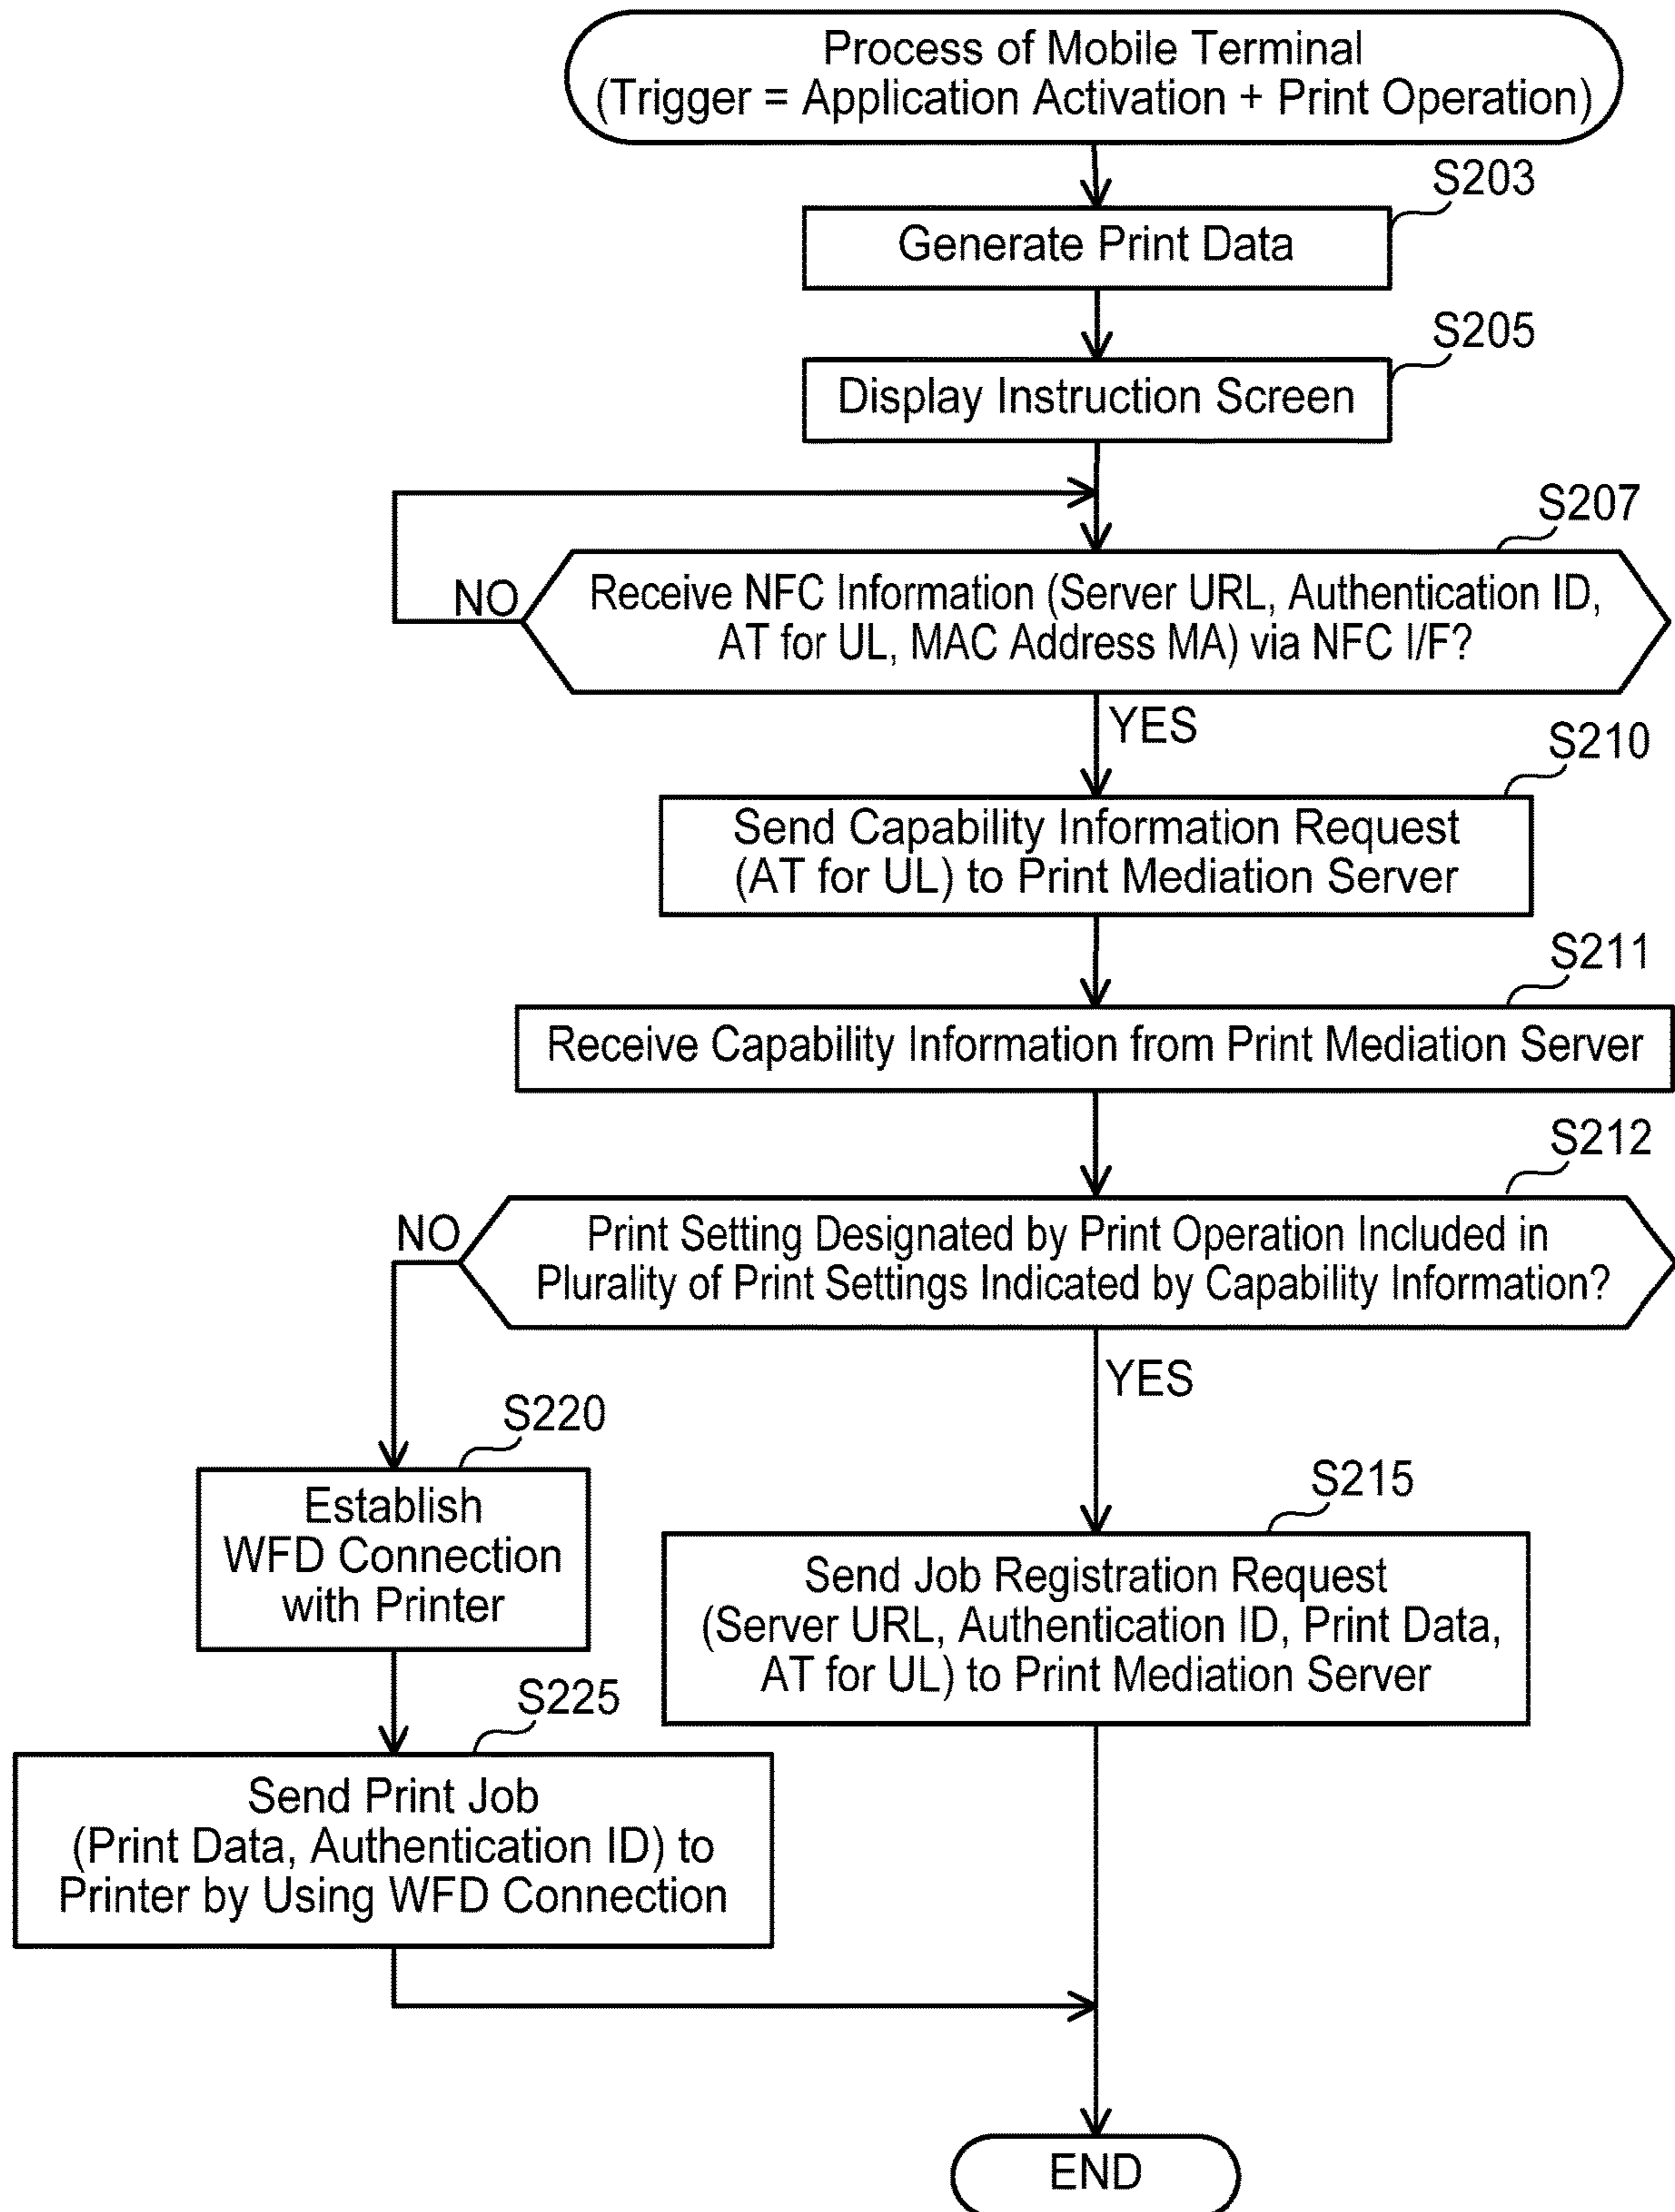 Process of Mobile Terminal
(Trigger = Application Activation + Print Operation)
S203
Generate Print Data
S205
Display Instruction Screen
S207
NO
Receive NFC Information (Server URL, Authentication ID,
AT for UL, MAC Address MA) via NFC I/F?
YES
S210
Send Capability Information Request
(AT for UL) to Print Mediation Server
S211
Receive Capability Information from Print Mediation Server
S212
NO
Print Setting Designated by Print Operation Included in
Plurality of Print Settings Indicated by Capability Information?
YES
S220
Establish
WFD Connection
with Printer
S215
Send Job Registration Request
(Server URL, Authentication ID, Print Data,
AT for UL) to Print Mediation Server
S225
Send Print Job
(Print Data, Authentication ID) to
Printer by Using WFD Connection
END